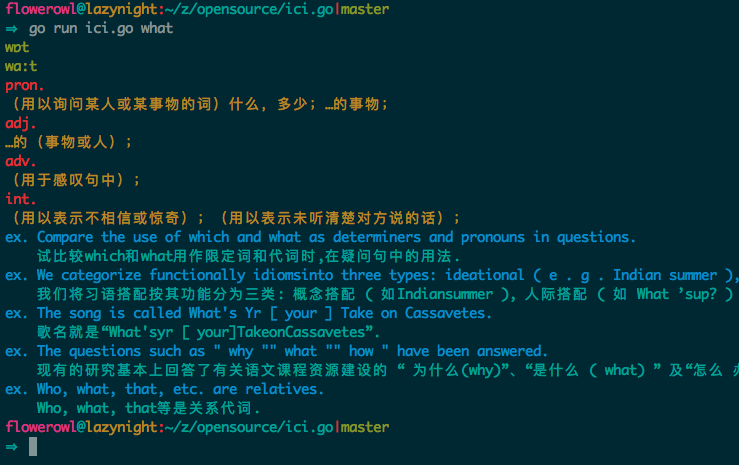 flowerowl@lazynight:~/z/opensource/ici.go|master
⇒ go run ici.go what
wɒt
wa:t
pron.
（用以询问某人或某事物的词）什么, 多少；…的事物；
adj.
…的（事物或人）；
adv.
（用于感叹句中）；
int.
（用以表示不相信或惊奇）；（用以表示未听清楚对方说的话）；
ex. Compare the use of which and what as determiners and pronouns in questions.
试比较which和what用作限定词和代词时,在疑问句中的用法.
ex. We categorize functionally idiomsinto three types: ideational ( e . g . Indian summer ),
我们将习语搭配按其功能分为三类: 概念搭配 ( 如Indiansummer ), 人际搭配 ( 如 What 'sup? )
ex. The song is called What's Yr [ your ] Take on Cassavetes.
歌名就是“What'syr [ your]TakeonCassavetes”.
ex. The questions such as " why "" what "" how " have been answered.
现有的研究基本上回答了有关语文课程资源建设的 “ 为什么(why)”、“是什么 ( what) ” 及“怎么
ex. Who, what, that, etc. are relatives.
Who, what, that等是关系代词.
flowerowl@lazynight:~/z/opensource/ici.go|master
⇒